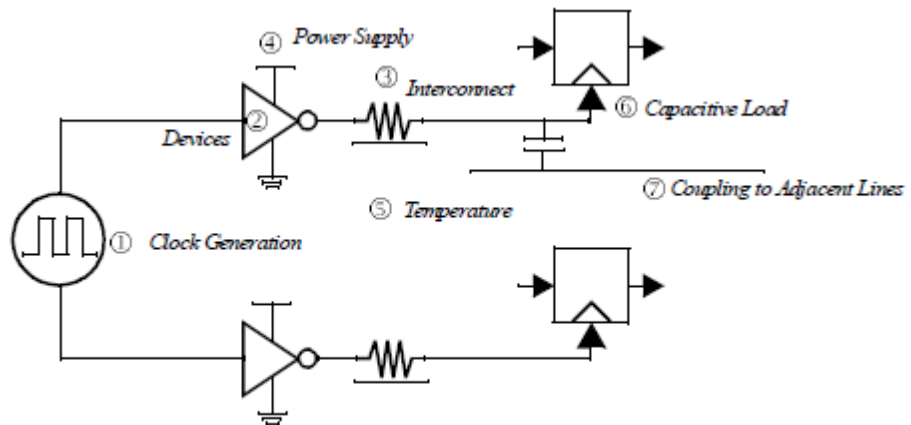 ④ Power Supply
③
Interconnect
②
Devices
⑥ Capacitive Load
⑦ Coupling to Adjacent Lines
⑤ Temperature
① Clock Generation